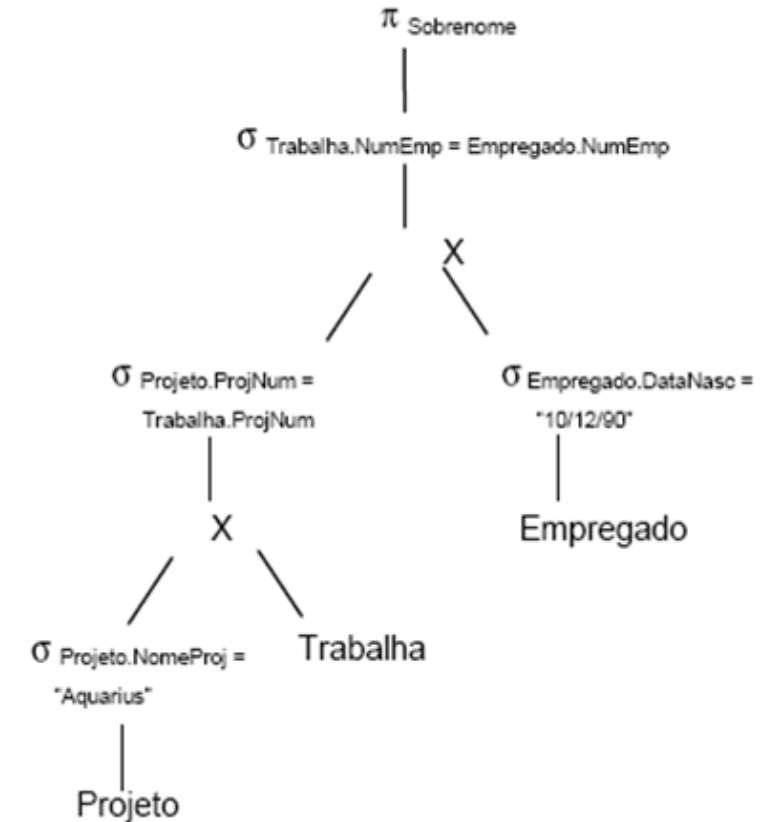 π Sobrenome
σ Trabalha.NumEmp = Empregado.NumEmp
X
σ Projeto.ProjNum =
Trabalha.ProjNum
σ Empregado.DataNasc =
"10/12/90"
X
Empregado
σ Projeto.NomeProj =
"Aquarius"
Trabalha
Projeto